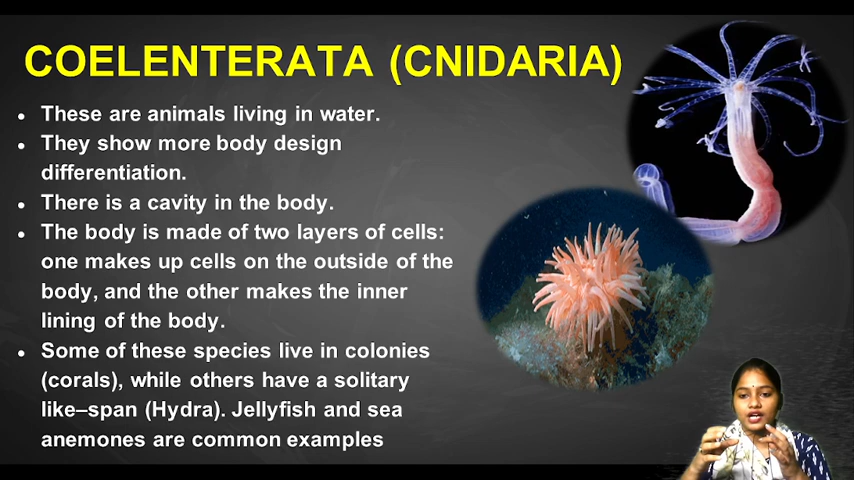 COELENTERATA (CNIDARIA)
• These are animals living in water.
• They show more body design
differentiation.
• There is a cavity in the body.
• The body is made of two layers of cells:
one makes up cells on the outside of the
body, and the other makes the inner
lining of the body.
• Some of these species live in colonies
(corals), while others have a solitary
like–span (Hydra). Jellyfish and sea
anemones are common examples